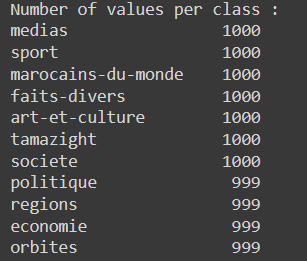 Number of values per class :
medias 1000
sport 1000
marocains-du-monde 1000
faits-divers 1000
art-et-culture 1000
tamazight 1000
societe 1000
politique 999
regions 999
economie 999
orbites 999